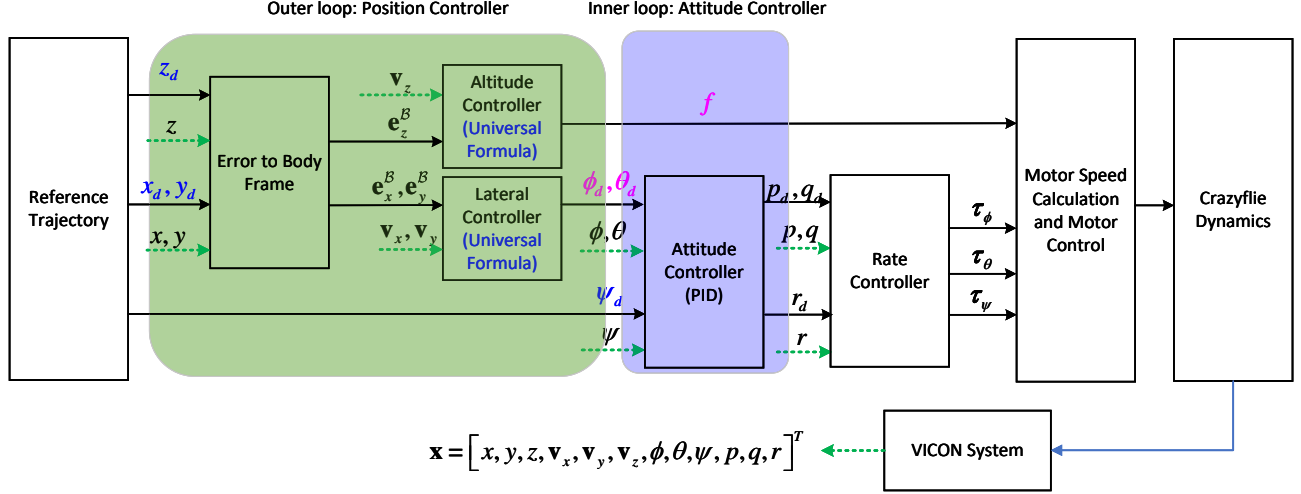 Outer loop: Position Controller
Inner loop: Attitude Controller
Reference
Trajectory
z_d
z
x_d, y_d
x, y
Error to Body
Frame
v_z
e_z^ℬ
e_x^ℬ, e_y^ℬ
v_x, v_y
Altitude
Controller
(Universal
Formula)
Lateral
Controller
(Universal
Formula)
f
ϕ_d, θ_d
ϕ, θ
ψ_d
ψ
Attitude
Controller
(PID)
p_d, q_d
p, q
r_d
r
Rate
Controller
τ_ϕ
τ_θ
τ_ψ
Motor Speed
Calculation
and Motor
Control
Crazyflie
Dynamics
VICON System
x = [x, y, z, v_x, v_y, v_z, ϕ, θ, ψ, p, q, r]^T